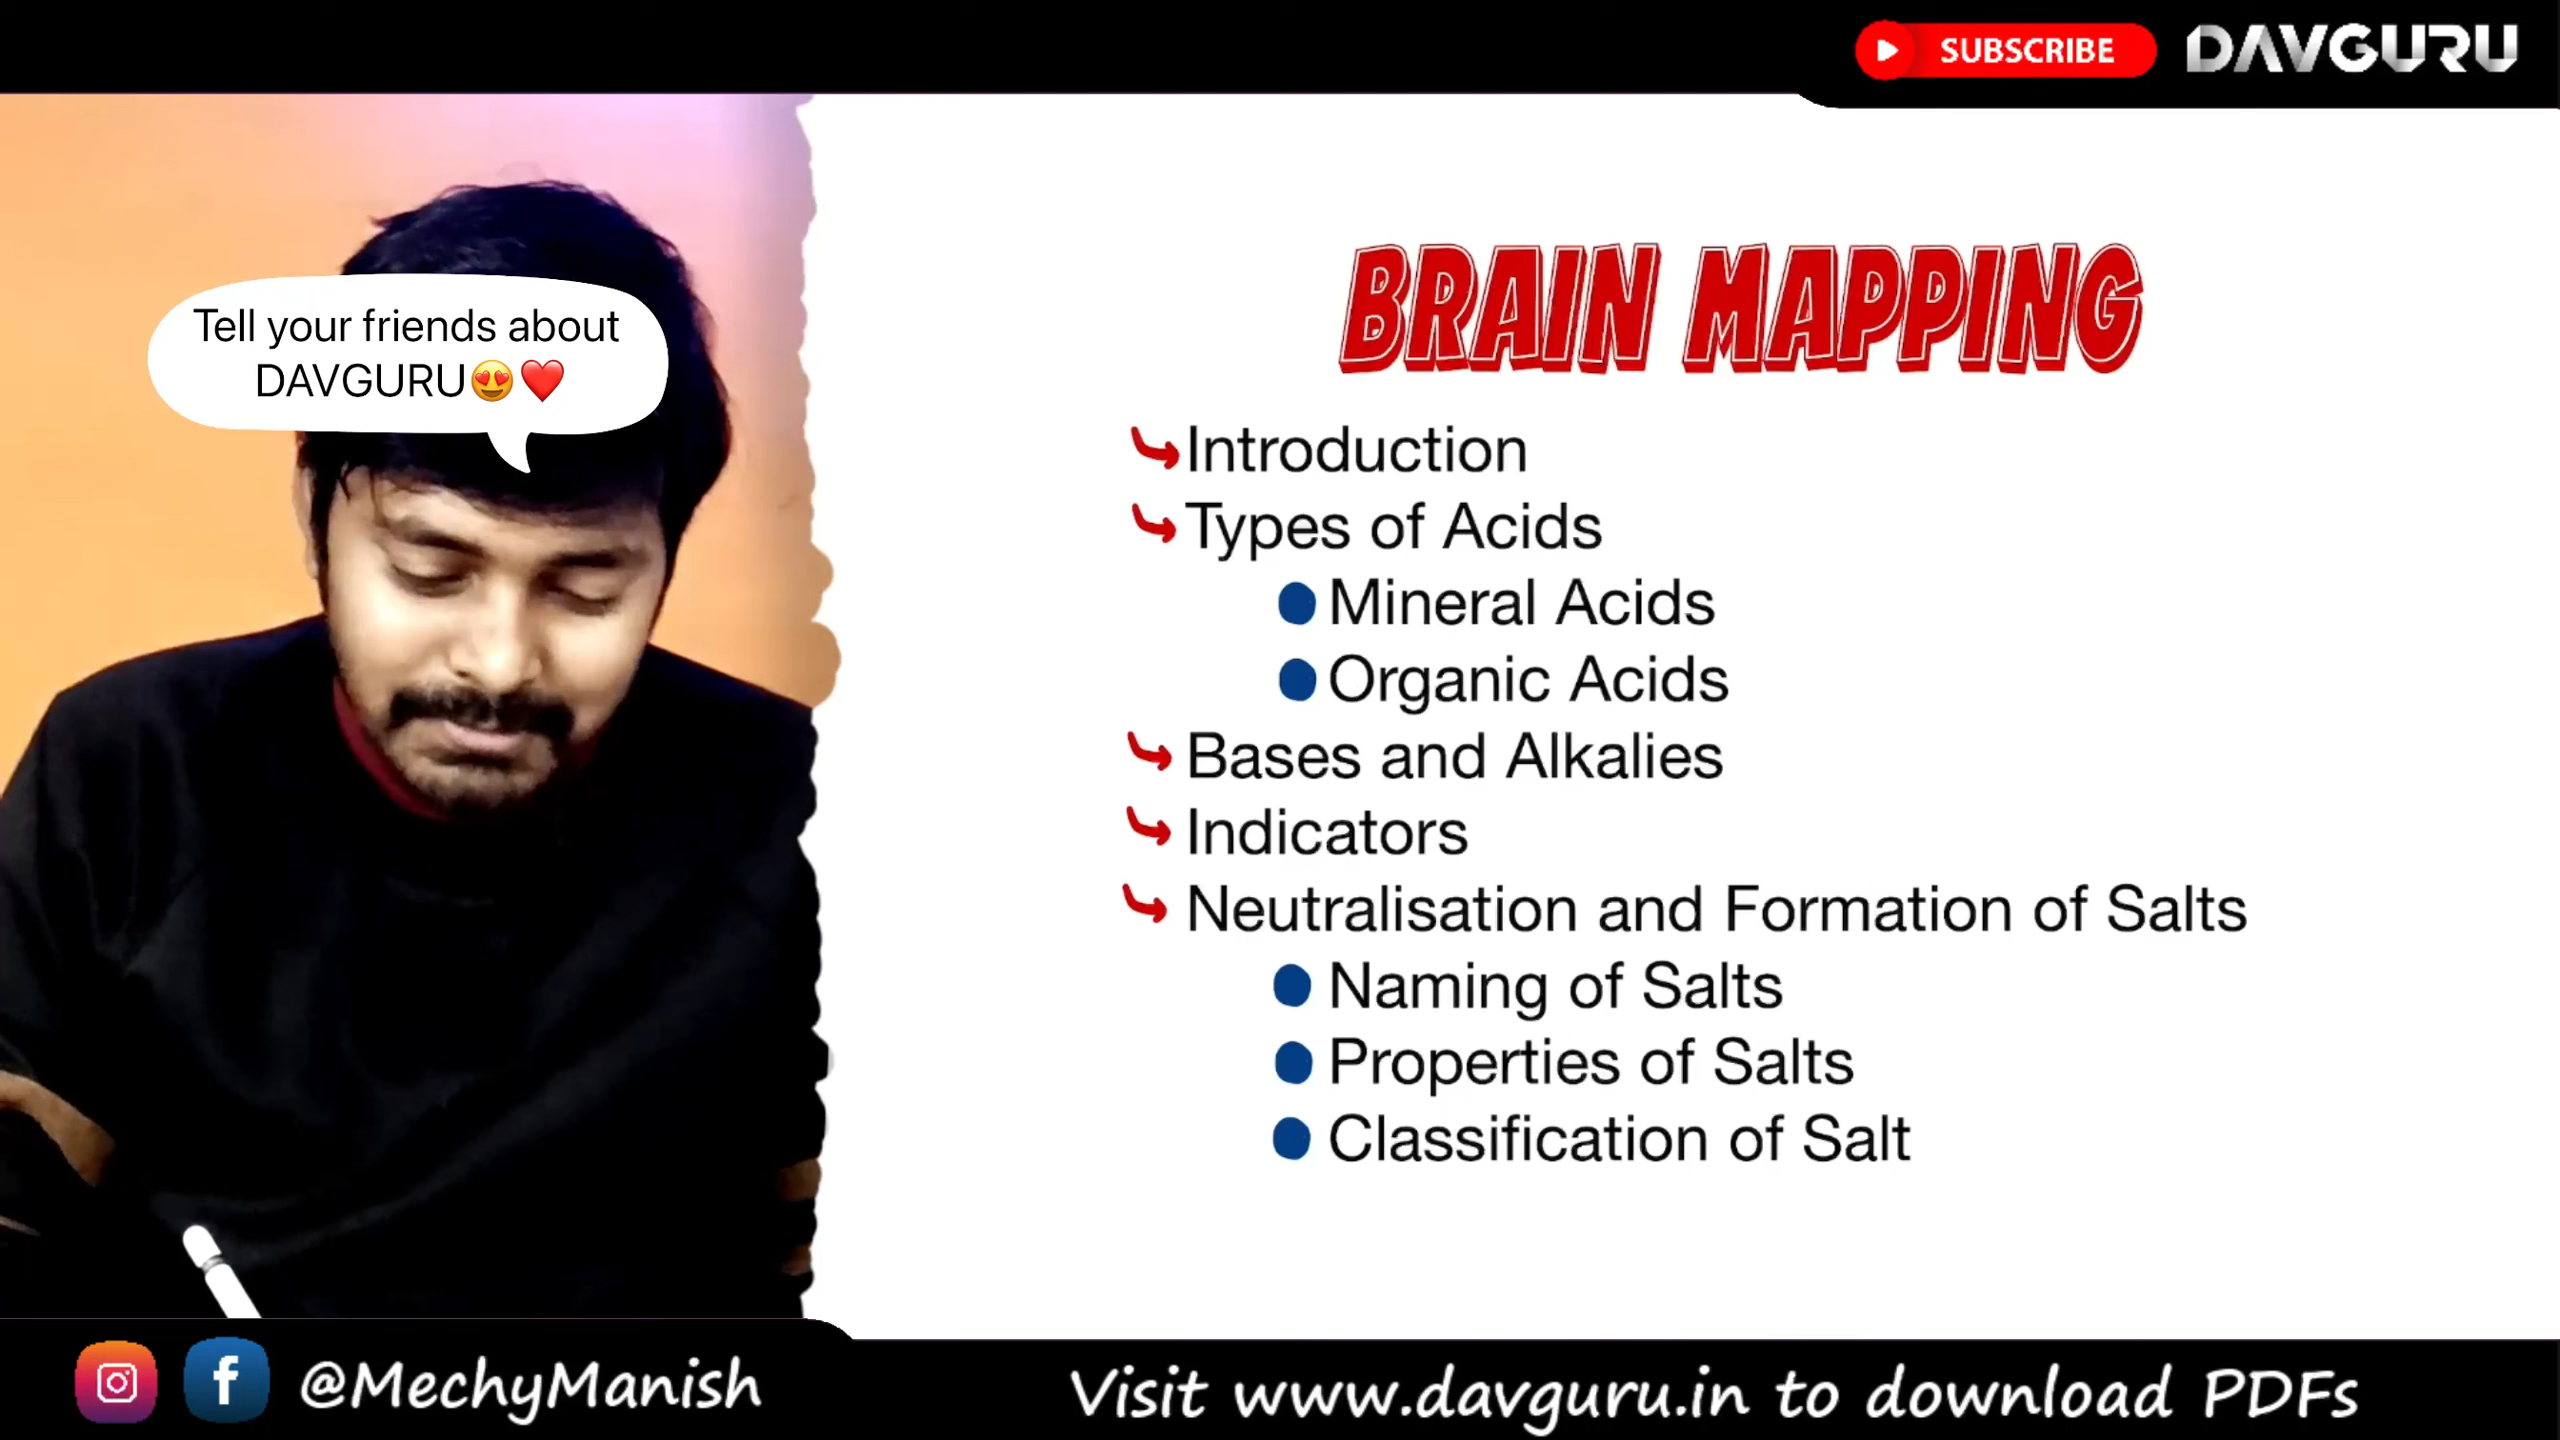 SUBSCRIBE DAVGURU
Tell your friends about
DAVGURU😍❤️
BRAIN MAPPING
Introduction
Types of Acids
Mineral Acids
Organic Acids
Bases and Alkalies
Indicators
Neutralisation and Formation of Salts
Naming of Salts
Properties of Salts
Classification of Salt
@MechyManish
Visit www.davguru.in to download PDFs